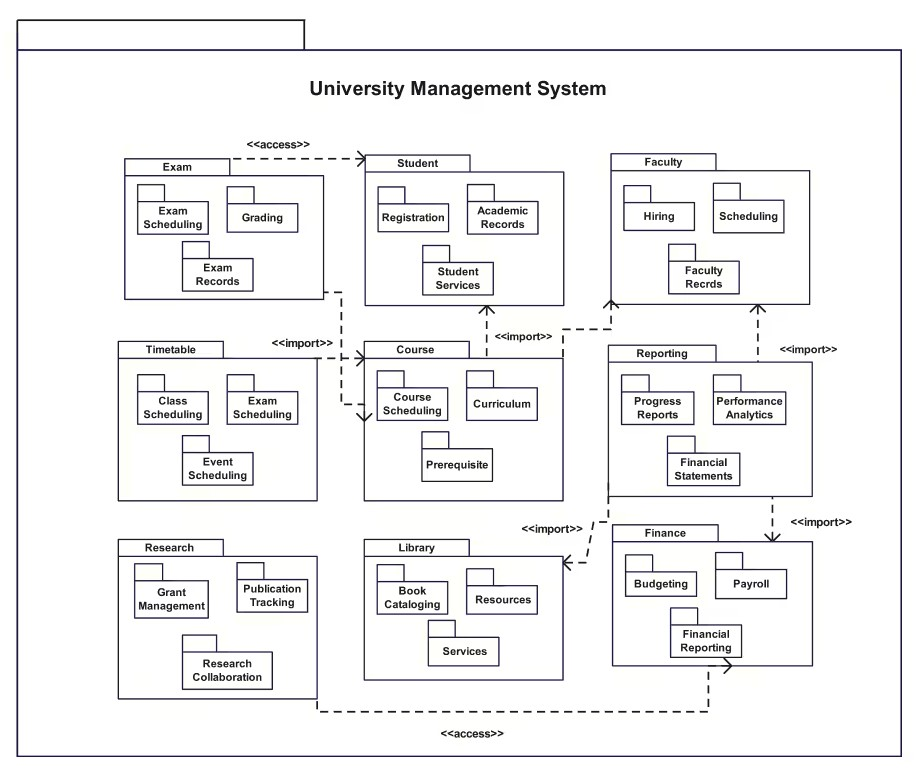 University Management System
<<access>>
Exam
Exam
Scheduling
Grading
Exam
Records
Student
Registration
Academic
Records
Student
Services
Faculty
Hiring
Scheduling
Faculty
Recrds
<<import>>
<<import>>
<<import>>
Timetable
Class
Scheduling
Exam
Scheduling
Event
Scheduling
Course
Course
Scheduling
Curriculum
Prerequisite
Reporting
Progress
Reports
Performance
Analytics
Financial
Statements
<<import>>
<<import>>
Research
Grant
Management
Publication
Tracking
Research
Collaboration
Library
Book
Cataloging
Resources
Services
Finance
Budgeting
Payroll
Financial
Reporting
<<access>>